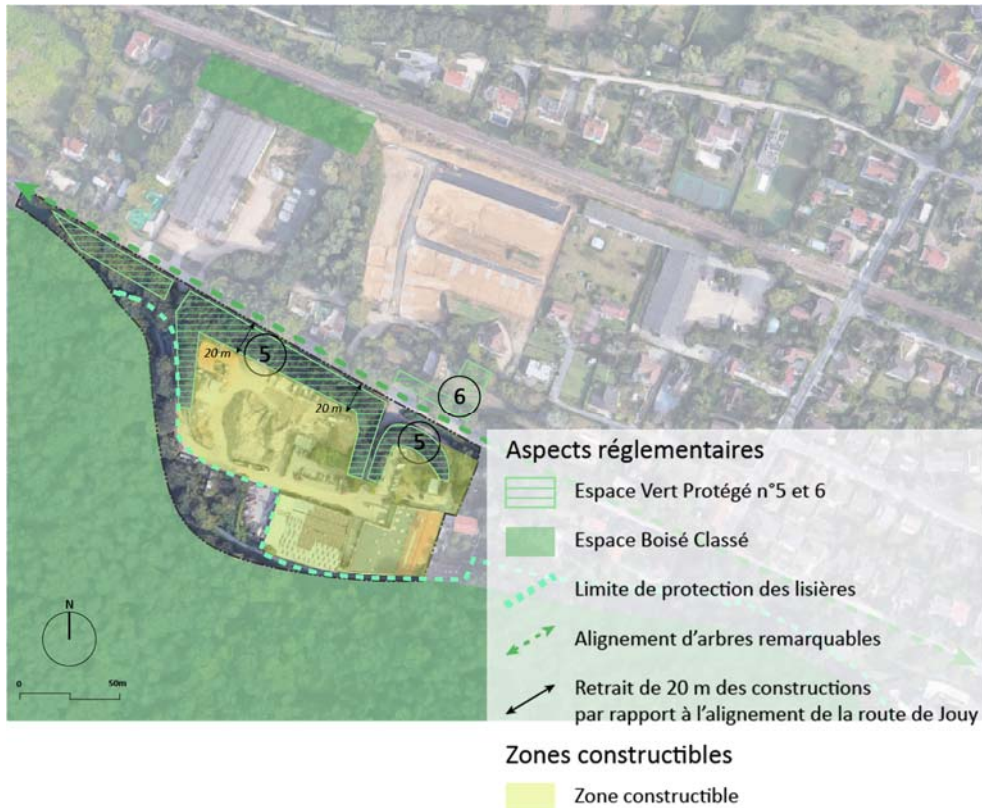 20 m
5
20 m
6
5
N
0 50m
Aspects réglementaires
Espace Vert Protégé n°5 et 6
Espace Boisé Classé
Limite de protection des lisières
Alignement d'arbres remarquables
Retrait de 20 m des constructions
par rapport à l'alignement de la route de Jouy
Zones constructibles
Zone constructible